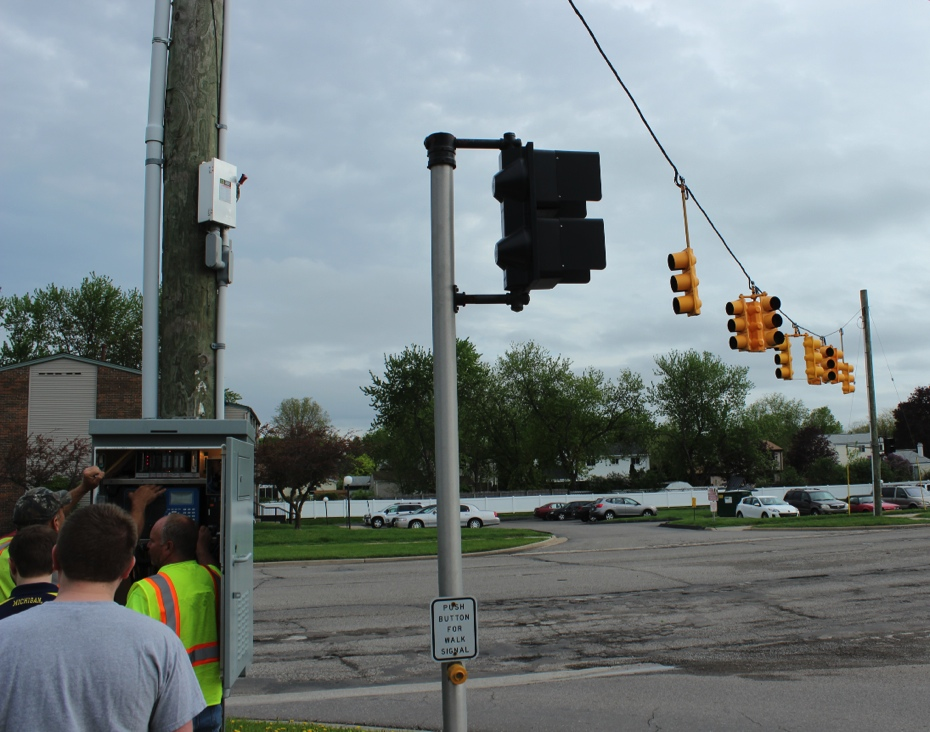 MICHIGAN
PUSH
BUTTON
FOR
WALK
SIGNAL